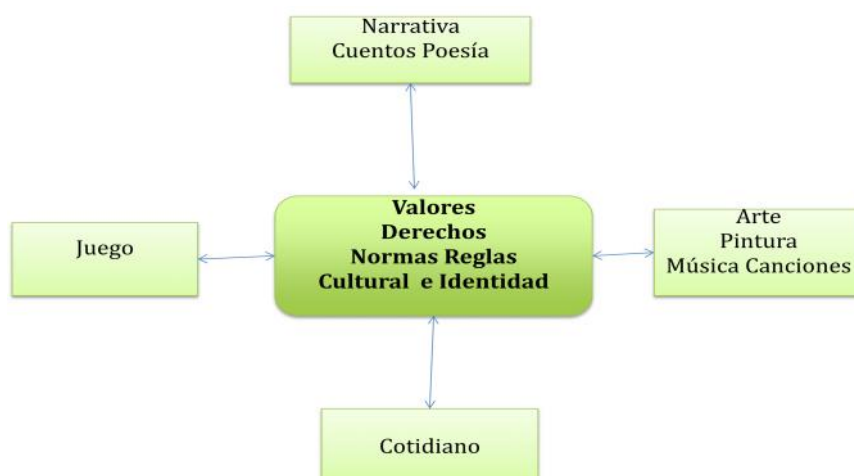 Narrativa
Cuentos Poesía
Juego
Valores
Derechos
Normas Reglas
Cultural e Identidad
Arte
Pintura
Música Canciones
Cotidiano